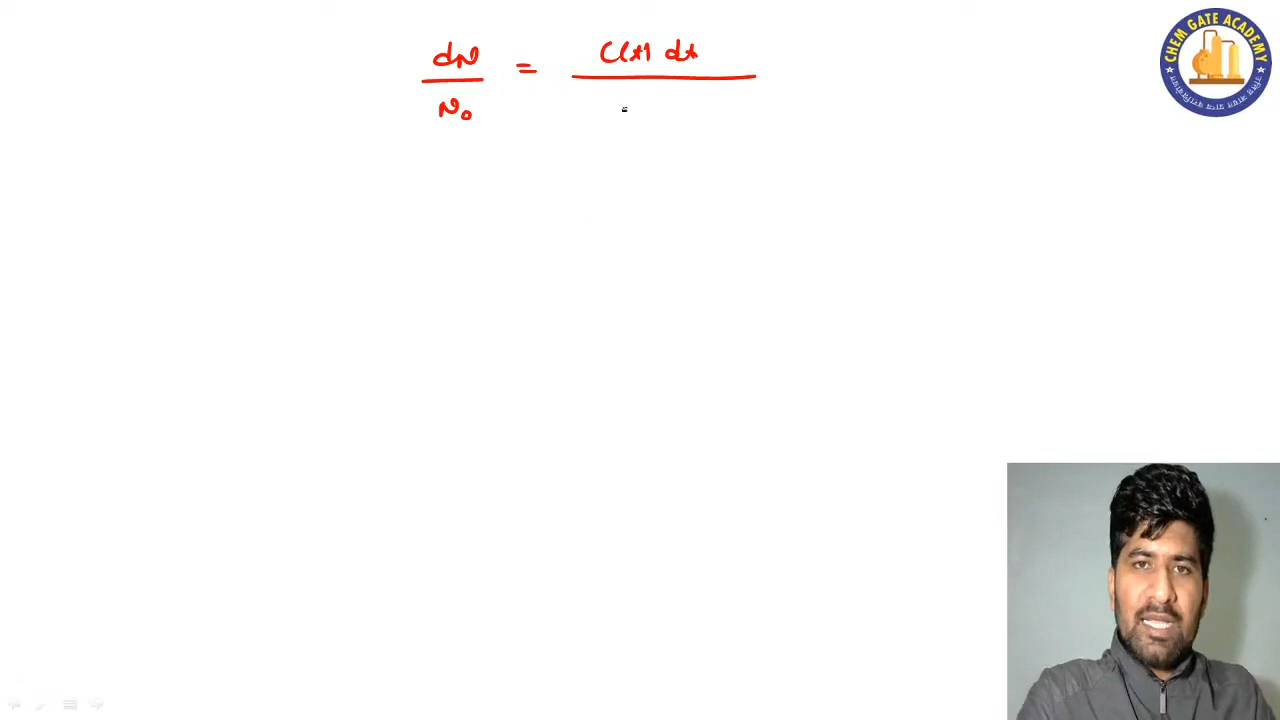 dN/N₀ = C(t) dt
CHEM GATE ACADEMY